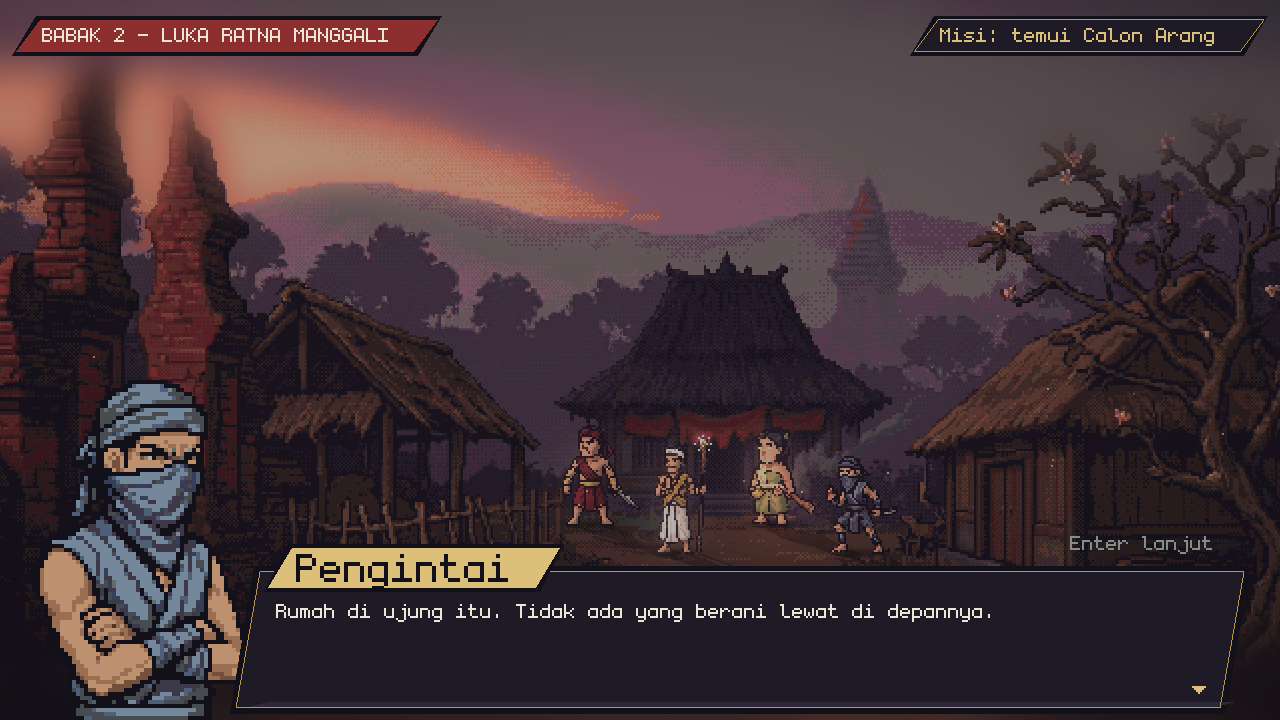 BABAK 2 - LUKA RATNA MANGGALI
Misi: temui Calon Arang
Enter lanjut
Pengintai
Rumah di ujung itu. Tidak ada yang berani lewat di depannya.